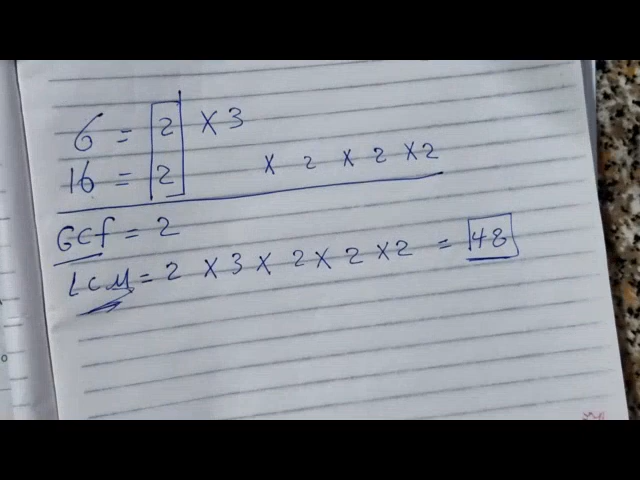 6 = 2 × 3
16 = 2 × 2 × 2 × 2
GCf = 2
LCM = 2 × 3 × 2 × 2 × 2 = 48